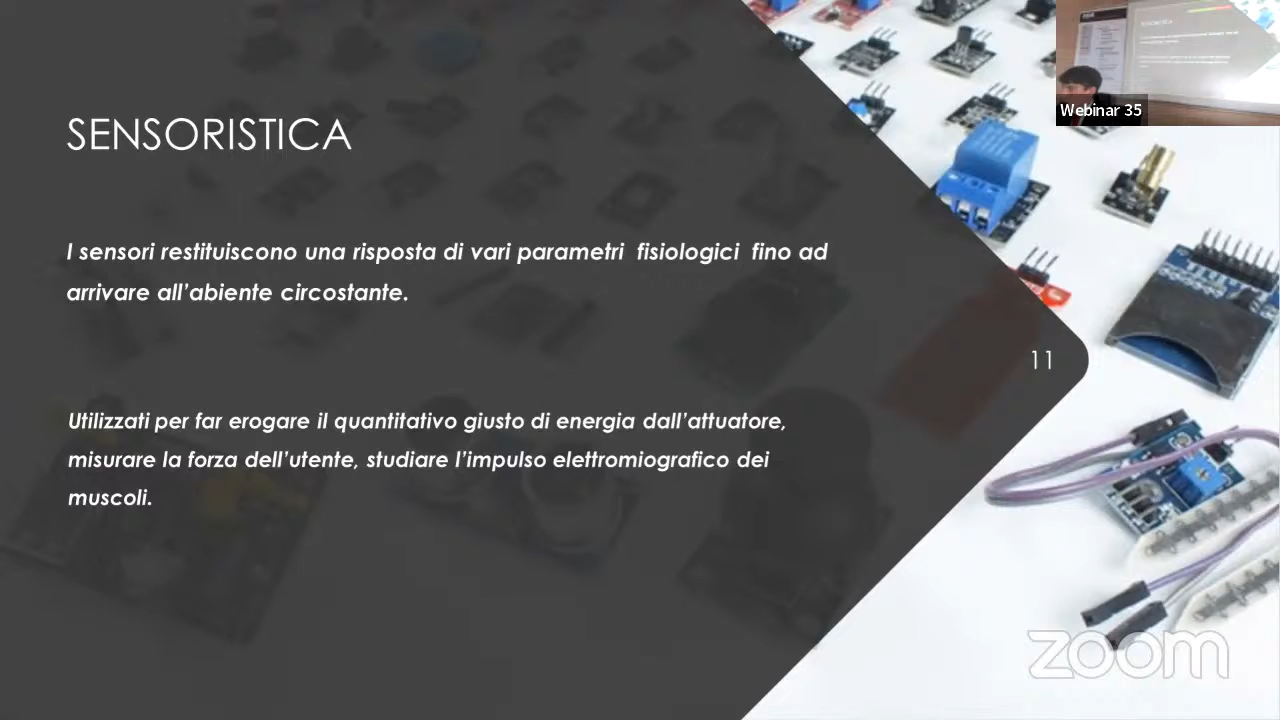 Webinar 35
SENSORISTICA
I sensori restituiscono una risposta di vari parametri fisiologici fino ad
arrivare all'abiente circostante.
11
Utilizzati per far erogare il quantitativo giusto di energia dall'attuatore,
misurare la forza dell'utente, studiare l'impulso elettromiografico dei
muscoli.
zoom